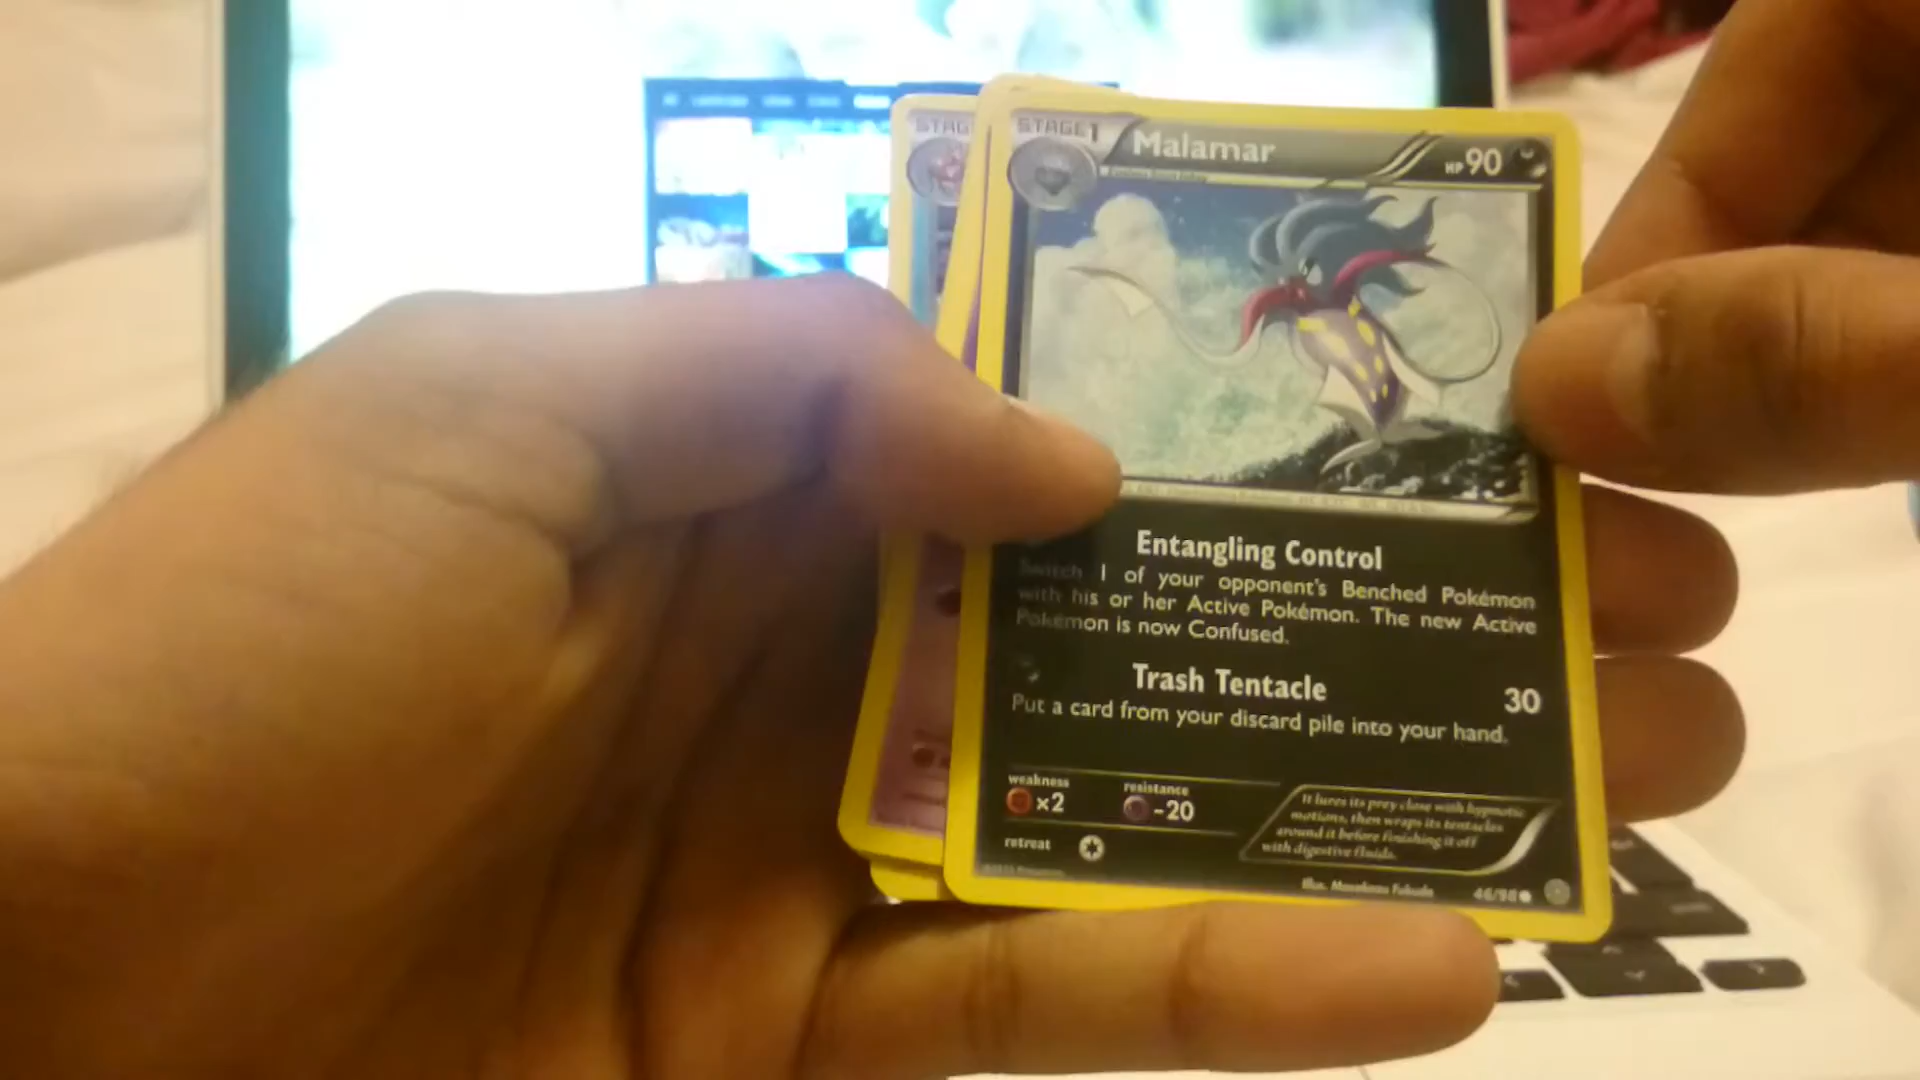 STAG
STAGE1
Malamar
HP90
Entangling Control
Switch 1 of your opponent's Benched Pokémon
with his or her Active Pokémon. The new Active
Pokémon is now Confused.
Trash Tentacle
30
Put a card from your discard pile into your hand.
weakness
x2
resistance
-20
retreat
It lures its prey close with hypnotic
motions, then wraps its tentacles
around it before finishing it off
with digestive fluids.
Illus.
46/98